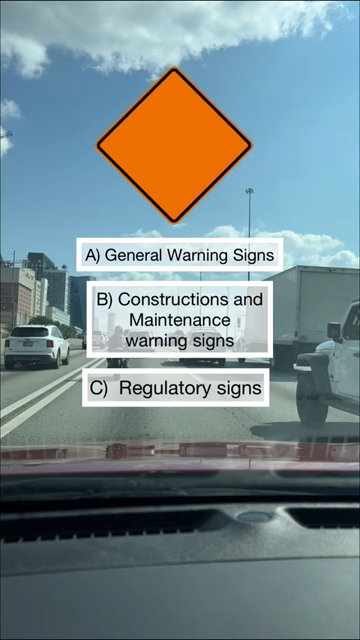 A) General Warning Signs
B) Constructions and
Maintenance
warning signs
C) Regulatory signs